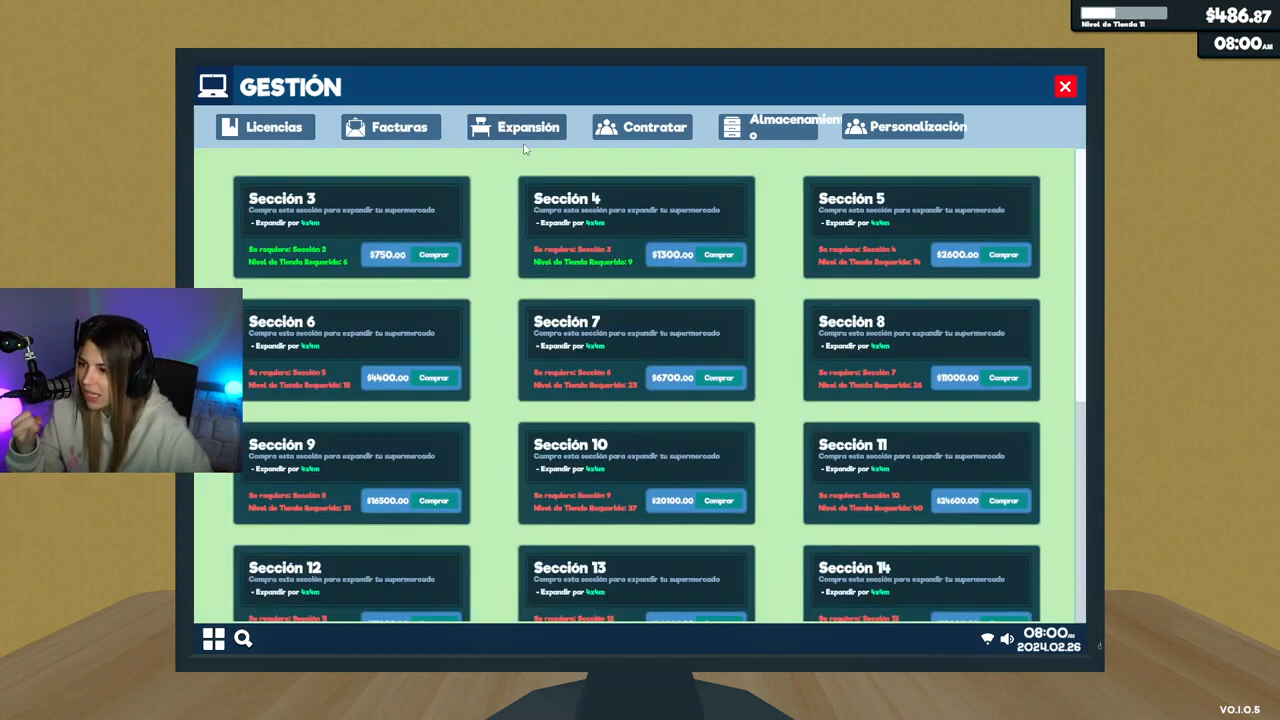 $486.87
Nivel de Tienda 11
08:00AM
GESTIÓN
Licencias
Facturas
Expansión
Contratar
Almacenamien
o
Personalización
Sección 3
Compra esta sección para expandir tu supermercado
- Expandir por 4x4m
Se requiere: Sección 2
Nivel de Tienda Requerido: 6
$750.00
Comprar
Sección 4
Compra esta sección para expandir tu supermercado
- Expandir por 4x4m
Se requiere: Sección 3
Nivel de Tienda Requerido: 9
$1300.00
Comprar
Sección 5
Compra esta sección para expandir tu supermercado
- Expandir por 4x4m
Se requiere: Sección 4
Nivel de Tienda Requerido: 14
$2600.00
Comprar
Sección 6
Compra esta sección para expandir tu supermercado
- Expandir por 4x4m
Se requiere: Sección 5
Nivel de Tienda Requerido: 18
$4400.00
Comprar
Sección 7
Compra esta sección para expandir tu supermercado
- Expandir por 4x4m
Se requiere: Sección 6
Nivel de Tienda Requerido: 23
$6700.00
Comprar
Sección 8
Compra esta sección para expandir tu supermercado
- Expandir por 4x4m
Se requiere: Sección 7
Nivel de Tienda Requerido: 26
$11000.00
Comprar
Sección 9
Compra esta sección para expandir tu supermercado
- Expandir por 4x4m
Se requiere: Sección 8
Nivel de Tienda Requerido: 31
$16500.00
Comprar
Sección 10
Compra esta sección para expandir tu supermercado
- Expandir por 4x4m
Se requiere: Sección 9
Nivel de Tienda Requerido: 37
$20100.00
Comprar
Sección 11
Compra esta sección para expandir tu supermercado
- Expandir por 4x4m
Se requiere: Sección 10
Nivel de Tienda Requerido: 40
$24600.00
Comprar
Sección 12
Compra esta sección para expandir tu supermercado
- Expandir por 4x4m
Sección 13
Compra esta sección para expandir tu supermercado
- Expandir por 4x4m
Sección 14
Compra esta sección para expandir tu supermercado
- Expandir por 4x4m
08:00AM
2024.02.26
V0.1.0.5